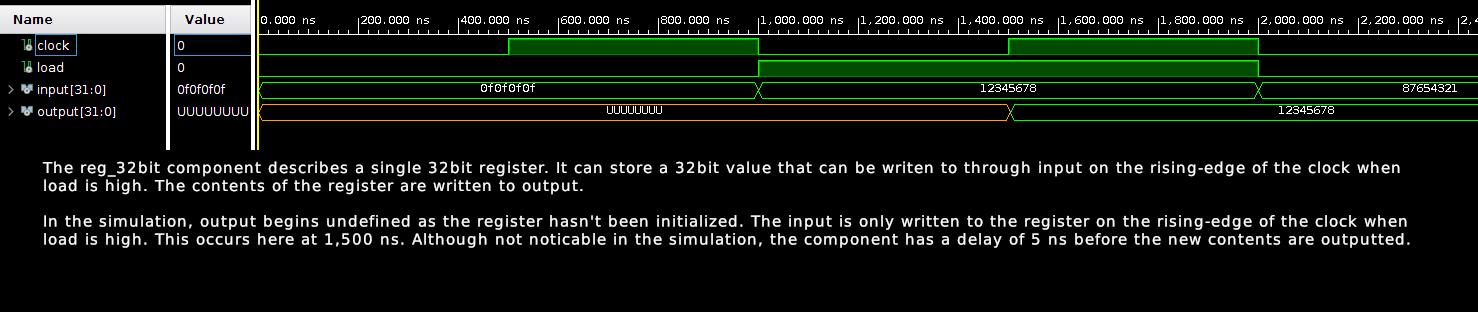 Name Value 0.000 ns 200.000 ns 400.000 ns 600.000 ns 800.000 ns 1,000.000 ns 1,200.000 ns 1,400.000 ns 1,600.000 ns 1,800.000 ns 2,000.000 ns 2,200.000 ns 2,4
clock 0
load 0
input[31:0] 0f0f0f0f 0f0f0f0f 12345678 87654321
output[31:0] UUUUUUUU UUUUUUUU 12345678
The reg_32bit component describes a single 32bit register. It can store a 32bit value that can be writen to through input on the rising-edge of the clock when
load is high. The contents of the register are written to output.
In the simulation, output begins undefined as the register hasn't been initialized. The input is only written to the register on the rising-edge of the clock when
load is high. This occurs here at 1,500 ns. Although not noticable in the simulation, the component has a delay of 5 ns before the new contents are outputted.